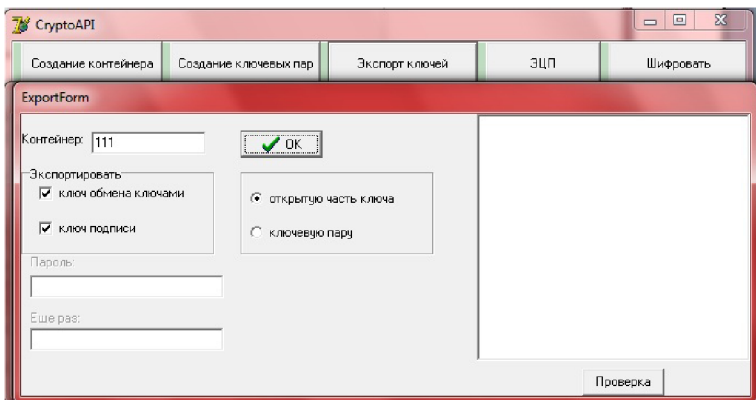 CryptoAPI
Создание контейнера Создание ключевых пар Экспорт ключей ЭЦП Шифровать
ExportForm
Контейнер: 111 OK
Экспортировать
ключ обмена ключами
открытую часть ключа
ключ подписи
ключевую пару
Пароль:
Еще раз:
Проверка